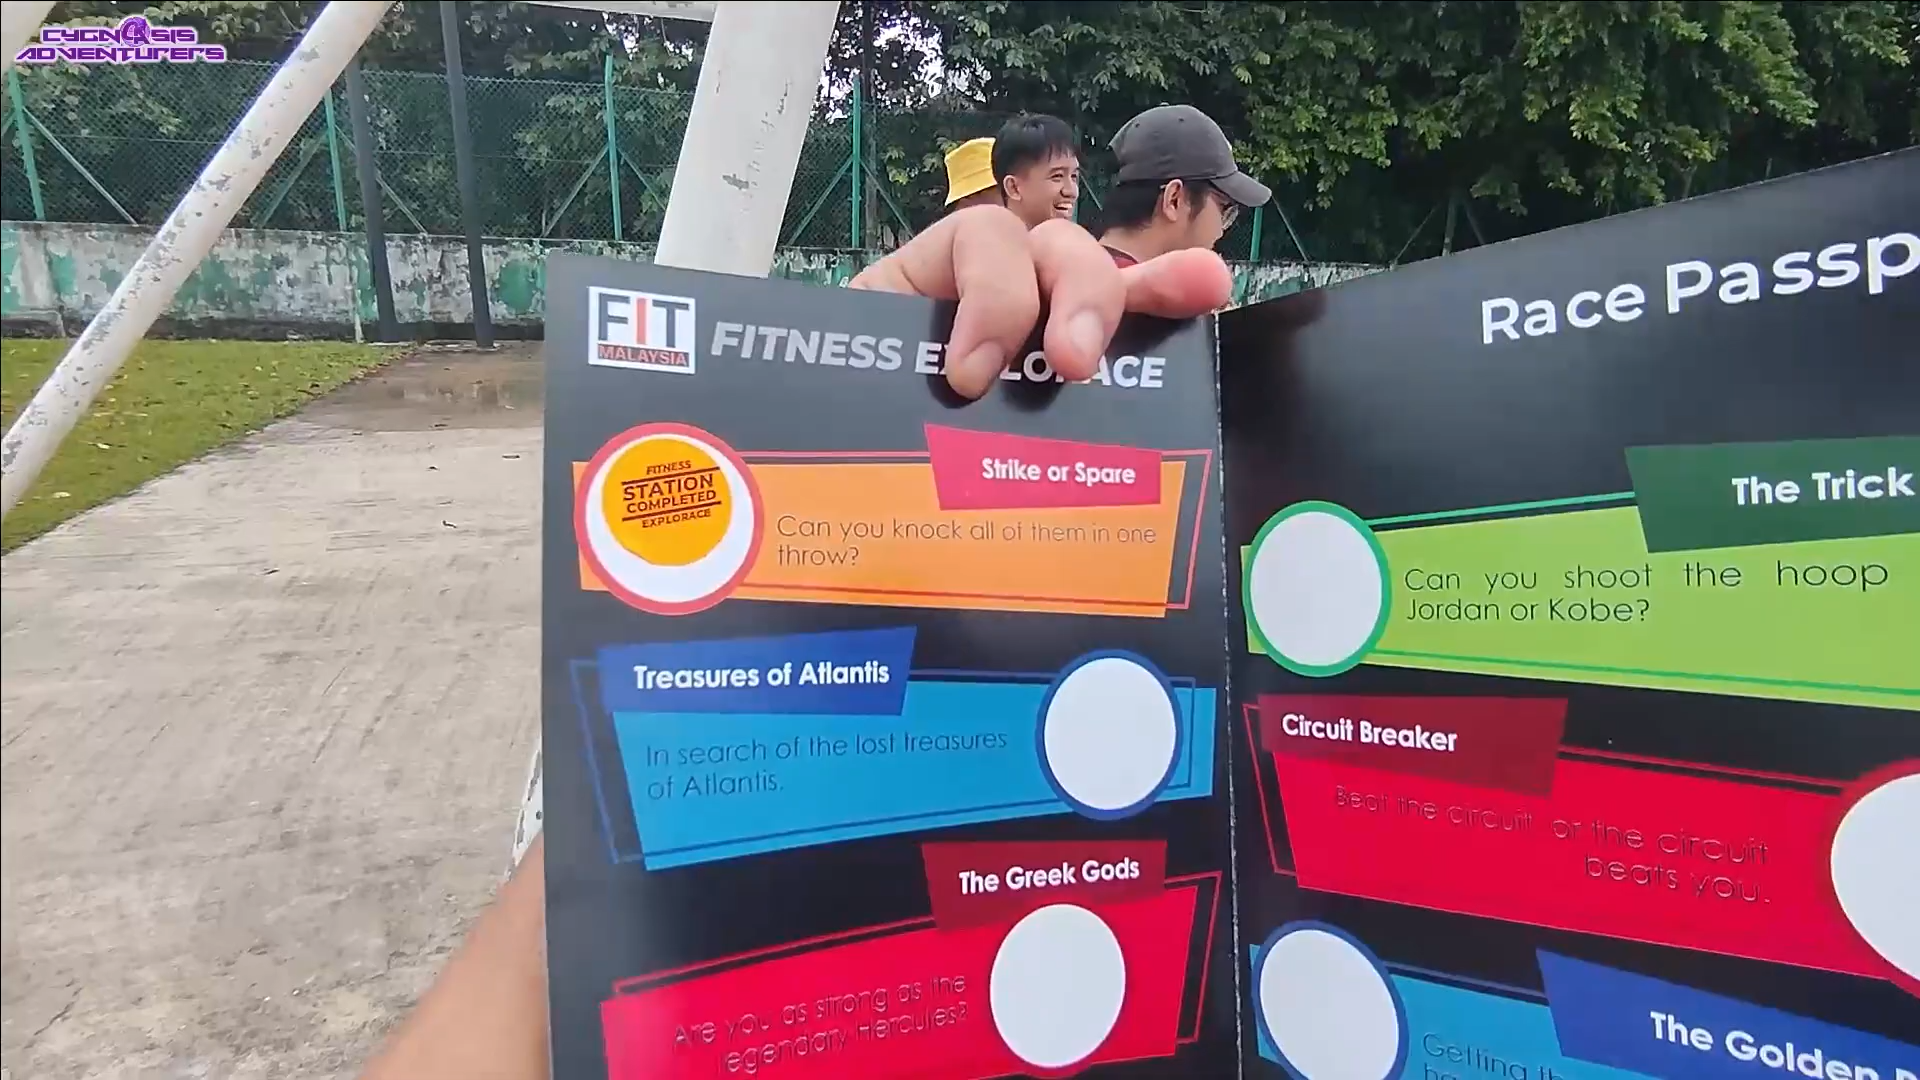 CYGNOSIS
ADVENTURERS
FIT
MALAYSIA
FITNESS
Strike or Spare
FITNESS
STATION
COMPLETED
EXPLORACE
Can you knock all of them in one
throw?
Treasures of Atlantis
In search of the lost treasures
of Atlantis.
The Greek Gods
Are you as strong as the
legendary Hercules?
Race
The Trick
Can you shoot the hoop
Jordan or Kobe?
Circuit Breaker
Beat the circuit or the circuit
beats you.
The Golden
Getting